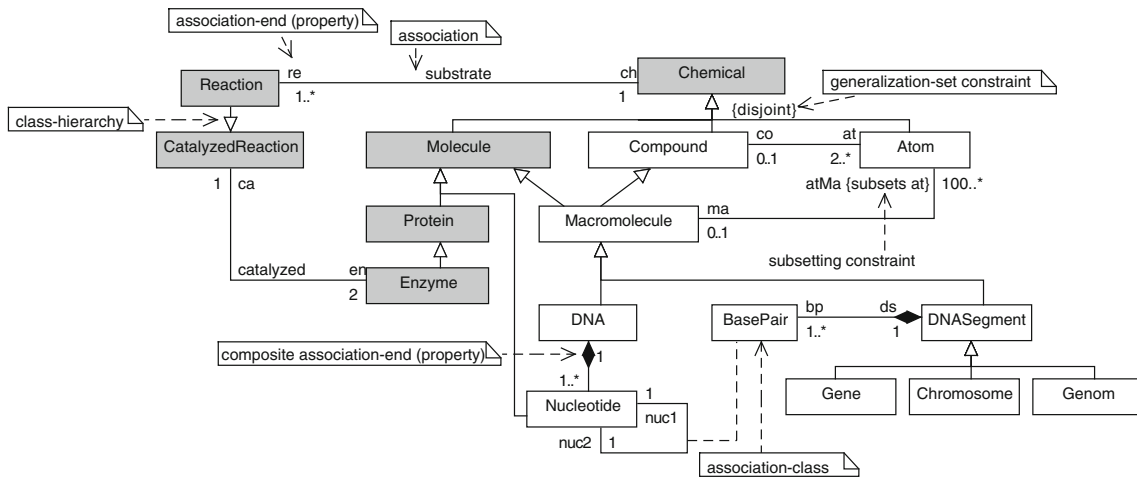 association-end (property)
association
re
substrate
ch
Reaction
Chemical
1..*
1
generalization-set constraint
{disjoint}
class-hierarchy
CatalyzedReaction
Molecule
Compound
co
at
Atom
0..1
2..*
1
ca
atMa {subsets at}
100..*
Protein
Macromolecule
ma
0..1
catalyzed
en
subsetting constraint
2
Enzyme
DNA
BasePair
bp
ds
DNASegment
1..*
1
composite association-end (property)
1
1..*
Gene
Chromosome
Genom
Nucleotide
1
nuc1
nuc2
1
association-class